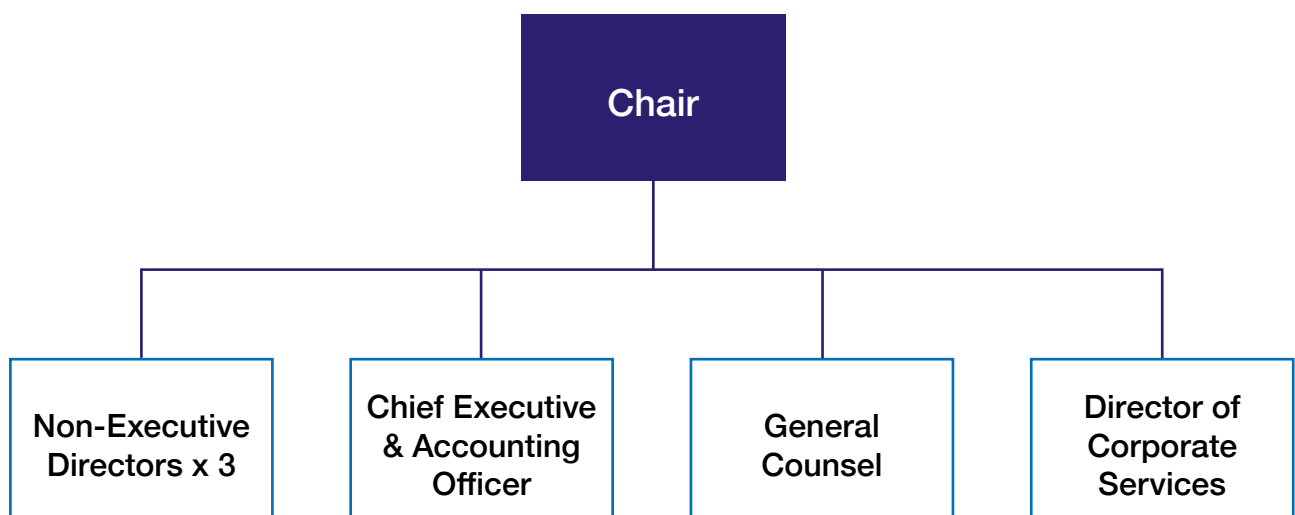 Chair
Non-Executive
Directors x 3
Chief Executive
& Accounting
Officer
General
Counsel
Director of
Corporate
Services